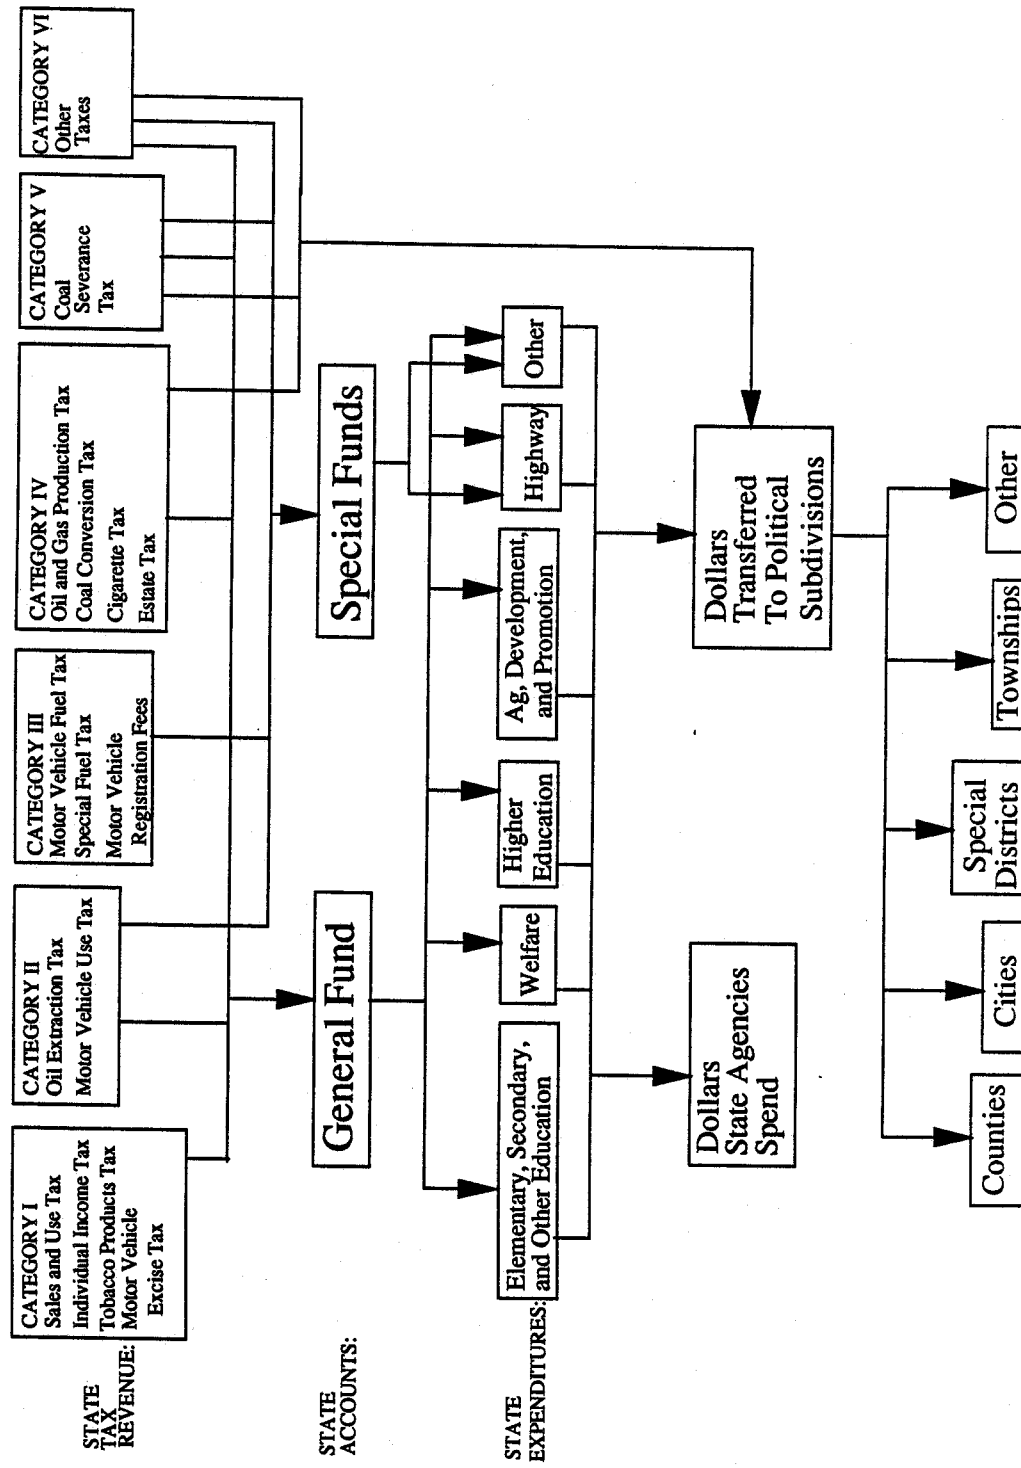 STATE
TAX
REVENUE:
CATEGORY I
Sales and Use Tax
Individual Income Tax
Tobacco Products Tax
Motor Vehicle
Excise Tax
CATEGORY II
Oil Extraction Tax
Motor Vehicle Use Tax
CATEGORY III
Motor Vehicle Fuel Tax
Special Fuel Tax
Motor Vehicle
Registration Fees
CATEGORY IV
Oil and Gas Production Tax
Coal Conversion Tax
Cigarette Tax
Estate Tax
CATEGORY V
Coal
Severance
Tax
CATEGORY VI
Other
Taxes
STATE
ACCOUNTS:
General Fund
Special Funds
STATE
EXPENDITURES:
Elementary, Secondary,
and Other Education
Welfare
Higher
Education
Ag, Development,
and Promotion
Highway
Other
Dollars
State Agencies
Spend
Dollars
Transferred
To Political
Subdivisions
Counties
Cities
Special
Districts
Townships
Other